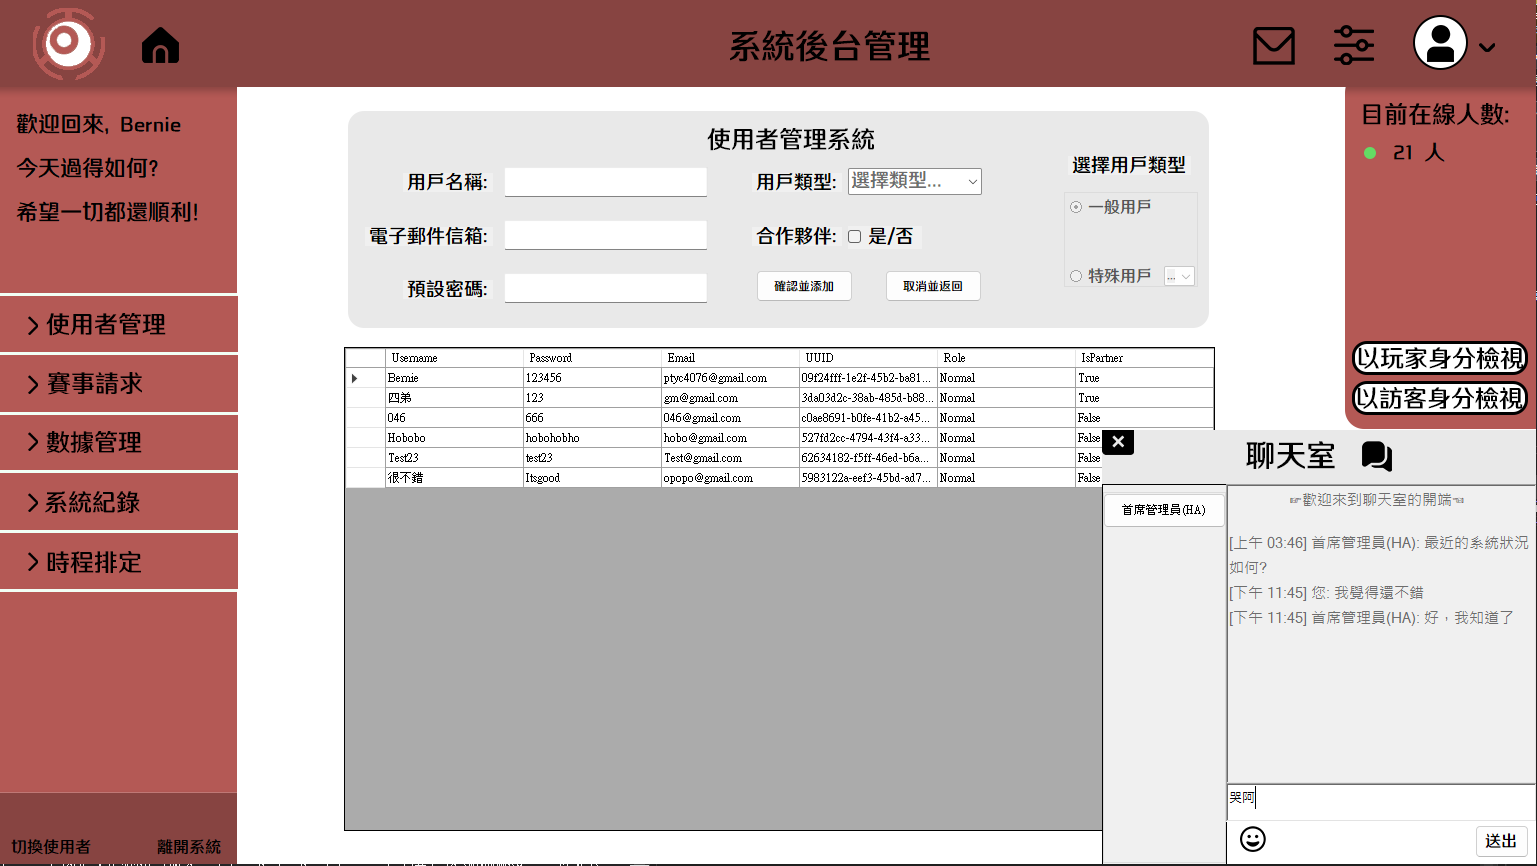 系統後台管理
歡迎回來, Bernie
今天過得如何?
希望一切都還順利!
使用者管理
賽事請求
數據管理
系統紀錄
時程排定
切換使用者
離開系統
使用者管理系統
用戶名稱:
用戶類型:
選擇類型...
選擇用戶類型
一般用戶
電子郵件信箱:
合作夥伴:
是/否
特殊用戶
...
預設密碼:
確認並添加
取消並返回
Username Password Email UUID Role IsPartner
Bernie 123456 ptyc4076@gmail.com 09f24fff-1e2f-45b2-ba81... Normal True
四弟 123 gm@gmail.com 3da03d2c-38ab-485d-b88... Normal True
046 666 046@gmail.com c0ae8691-b0fe-41b2-a45... Normal False
Hobobo hobohobho hobo@gmail.com 527fd2cc-4794-43f4-a33... Normal False
Test23 test23 Test@gmail.com 62634182-f5ff-46ed-b6a... Normal False
很不錯 Itsgood opopo@gmail.com 5983122a-eef3-45bd-ad7... Normal False
目前在線人數:
21 人
以玩家身分檢視
以訪客身分檢視
聊天室
首席管理員(HA)
☞歡迎來到聊天室的開端☜
[上午 03:46] 首席管理員(HA): 最近的系統狀況
如何?
[下午 11:45] 您: 我覺得還不錯
[下午 11:45] 首席管理員(HA): 好，我知道了
哭阿
送出